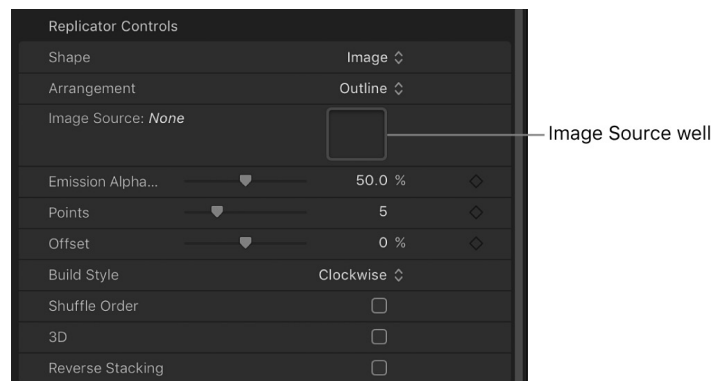 Replicator Controls
Shape Image
Arrangement Outline
Image Source: None
Image Source well
Emission Alpha... 50.0 %
Points 5
Offset 0 %
Build Style Clockwise
Shuffle Order
3D
Reverse Stacking